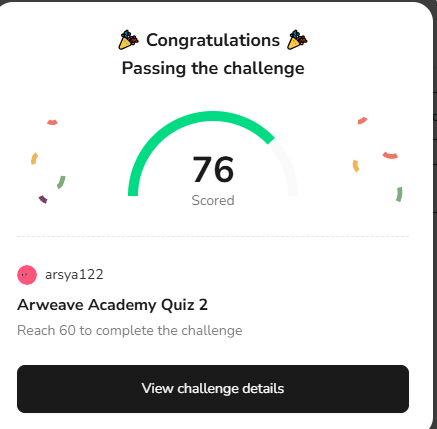 🎉 Congratulations 🎉
Passing the challenge
76
Scored
arsya122
Arweave Academy Quiz 2
Reach 60 to complete the challenge
View challenge details